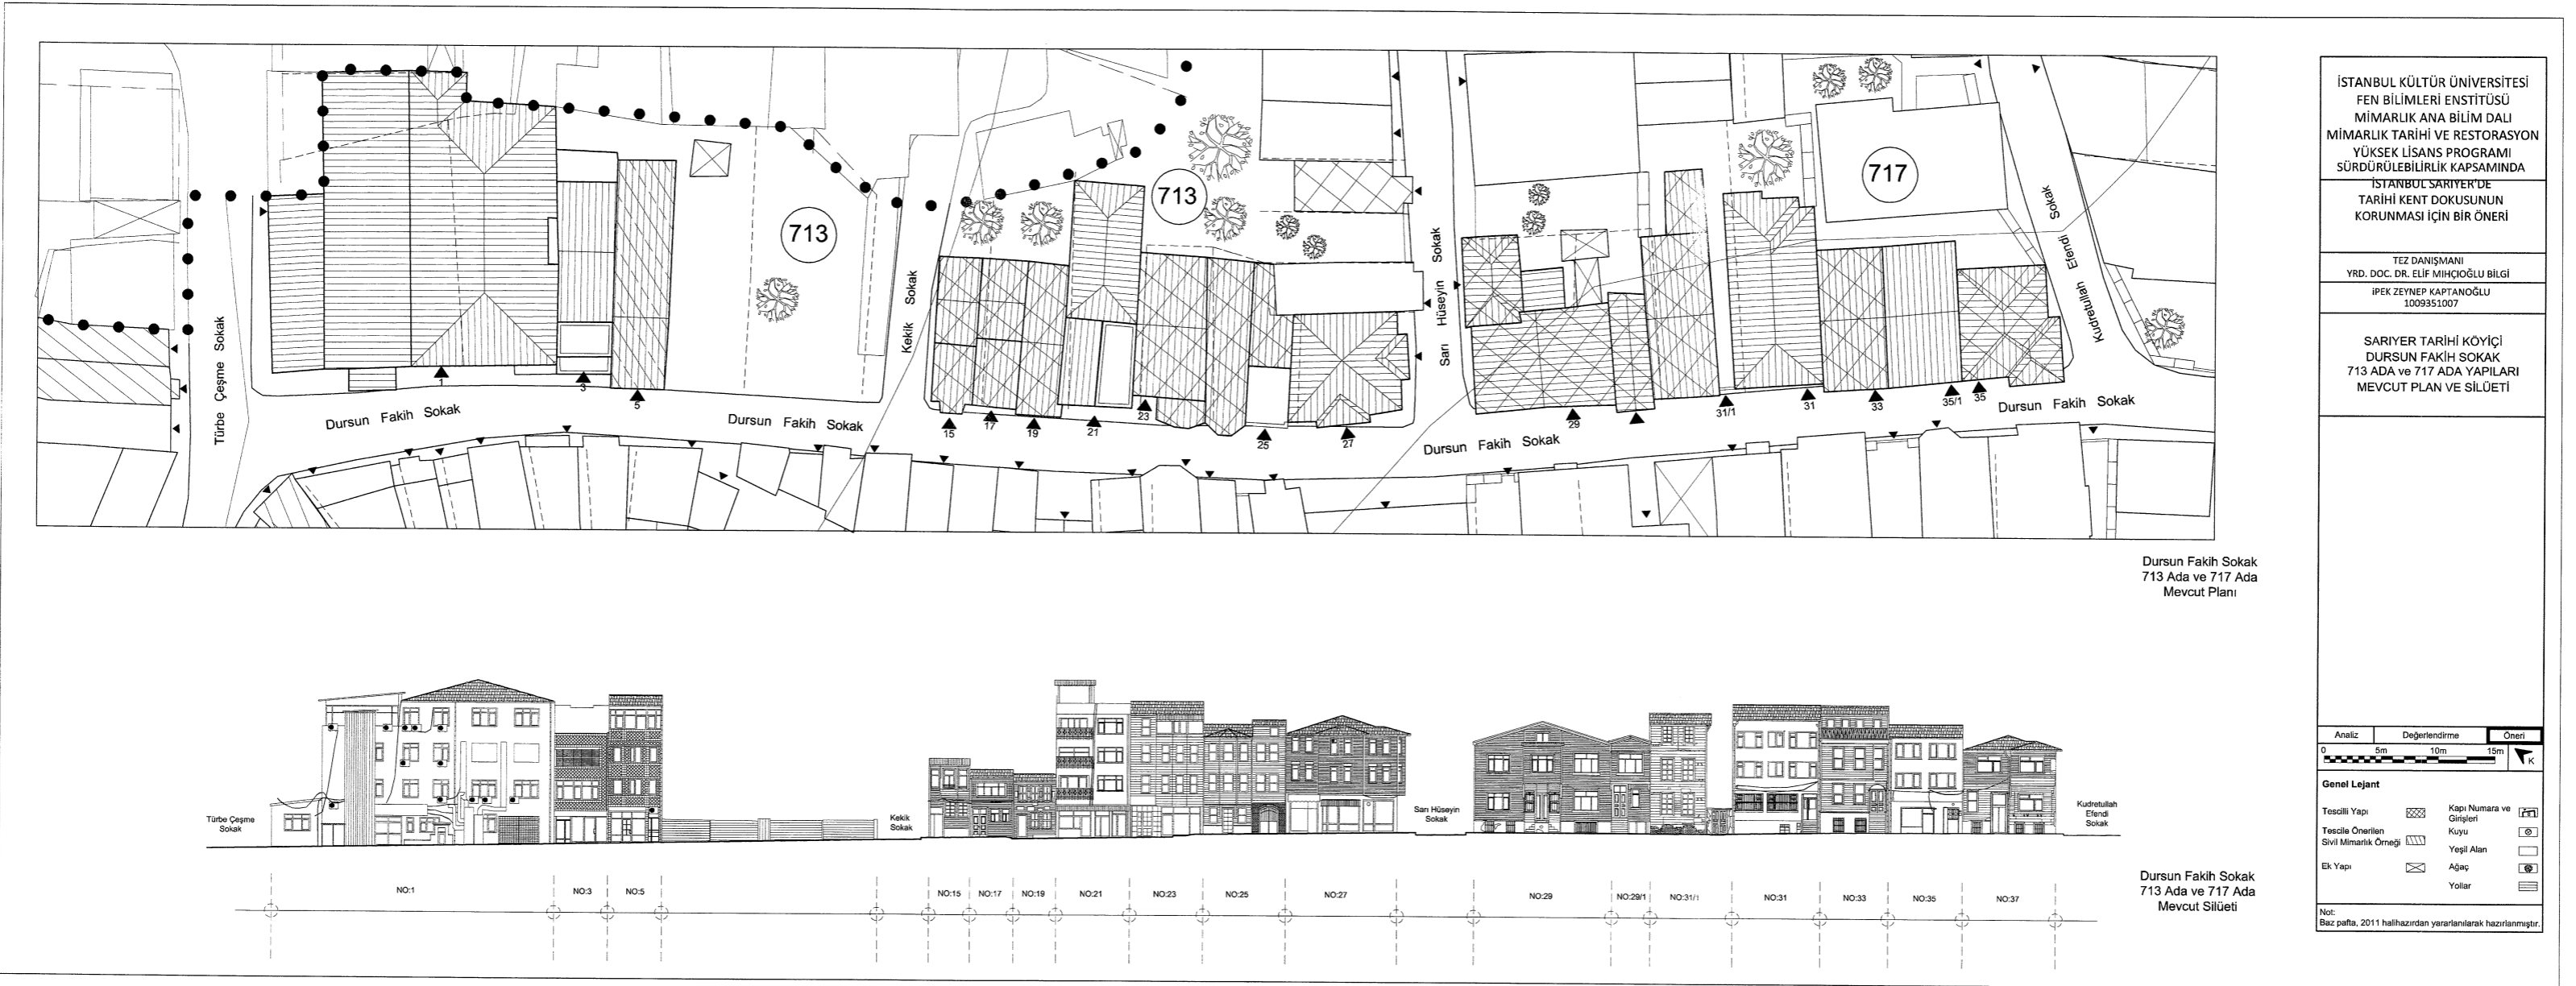 713
713
717
Türbe Çeşme Sokak
Kekik Sokak
Sarı Hüseyin Sokak
Kudretullah Efendi Sokak
Dursun Fakih Sokak
Dursun Fakih Sokak
Dursun Fakih Sokak
Dursun Fakih Sokak
1
3
5
15
17
19
21
23
25
27
29
31/1
31
33
35/1
35
Dursun Fakih Sokak
713 Ada ve 717 Ada
Mevcut Planı
Türbe Çeşme
Sokak
Kekik
Sokak
Sarı Hüseyin
Sokak
Kudretullah
Efendi
Sokak
NO:1
NO:3
NO:5
NO:15
NO:17
NO:19
NO:21
NO:23
NO:25
NO:27
NO:29
NO:29/1
NO:31/1
NO:31
NO:33
NO:35
NO:37
Dursun Fakih Sokak
713 Ada ve 717 Ada
Mevcut Silüeti
İSTANBUL KÜLTÜR ÜNİVERSİTESİ
FEN BİLİMLERİ ENSTİTÜSÜ
MİMARLIK ANA BİLİM DALI
MİMARLIK TARİHİ VE RESTORASYON
YÜKSEK LİSANS PROGRAMI
SÜRDÜRÜLEBİLİRLİK KAPSAMINDA
İSTANBUL SARIYER'DE
TARİHİ KENT DOKUSUNUN
KORUNMASI İÇİN BİR ÖNERİ
TEZ DANIŞMANI
YRD. DOC. DR. ELİF MIHÇIOĞLU BİLGİ
İPEK ZEYNEP KAPTANOĞLU
1009351007
SARIYER TARİHİ KÖYİÇİ
DURSUN FAKİH SOKAK
713 ADA ve 717 ADA YAPILARI
MEVCUT PLAN VE SİLÜETİ
Analiz Değerlendirme Öneri
0 5m 10m 15m
K
Genel Lejant
Tescilli Yapı
Tescile Önerilen
Sivil Mimarlık Örneği
Ek Yapı
Kapı Numara ve
Girişleri
Kuyu
Yeşil Alan
Ağaç
Yollar
Not:
Baz pafta, 2011 halihazırdan yararlanılarak hazırlanmıştır.